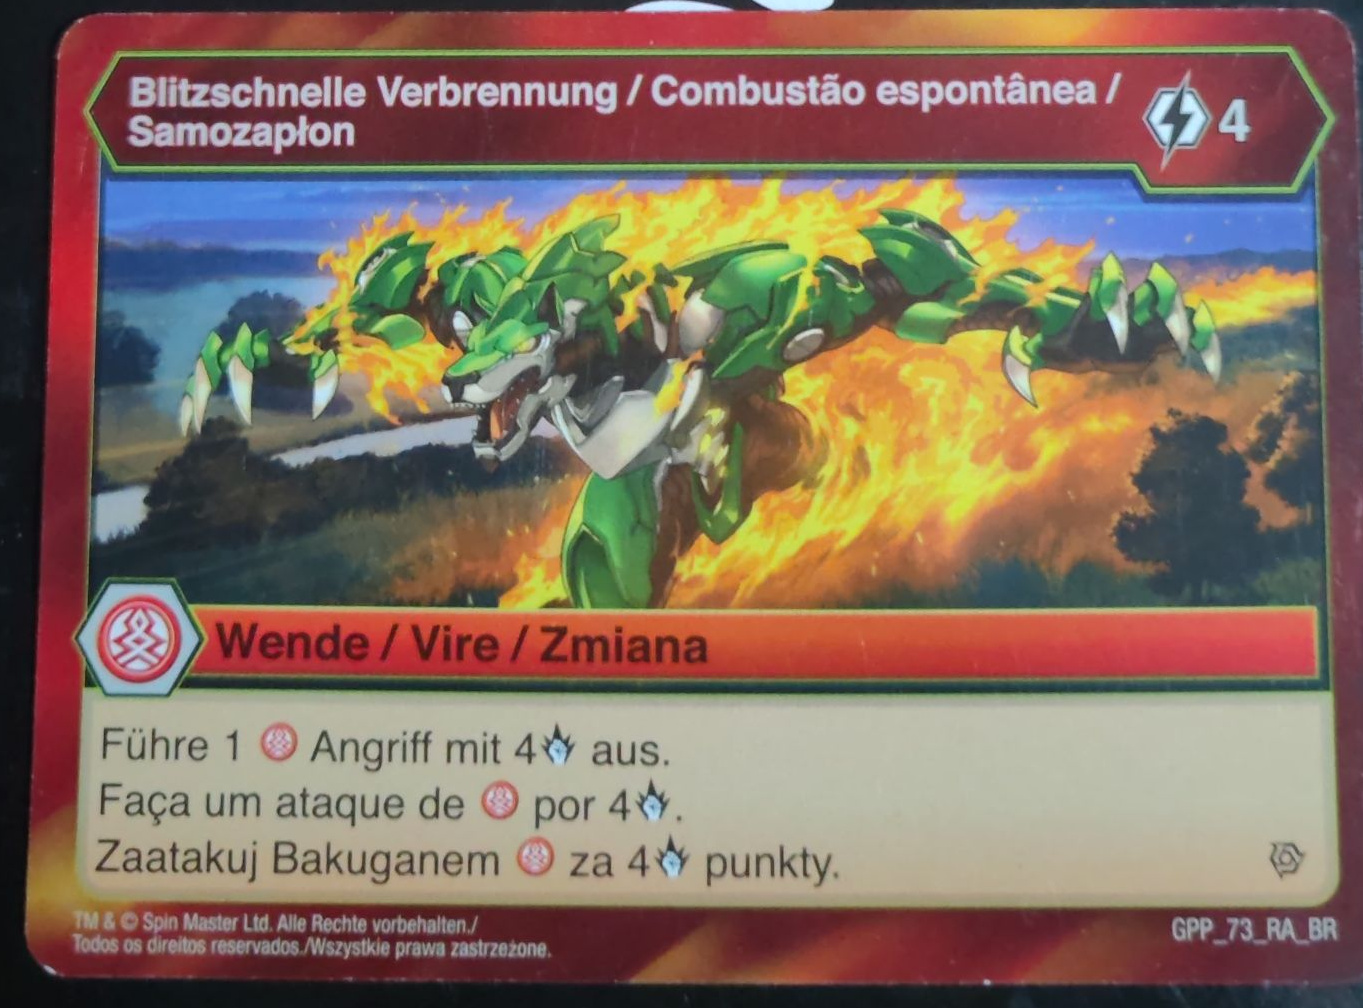 Blitzschnelle Verbrennung / Combustão espontânea /
Samozapłon
4
Wende / Vire / Zmiana
Führe 1 Angriff mit 4 aus.
Faça um ataque de por 4.
Zaatakuj Bakuganem za 4 punkty.
TM & © Spin Master Ltd. Alle Rechte vorbehalten./
Todos os direitos reservados./Wszystkie prawa zastrzeżone.
GPP_73_RA_BR